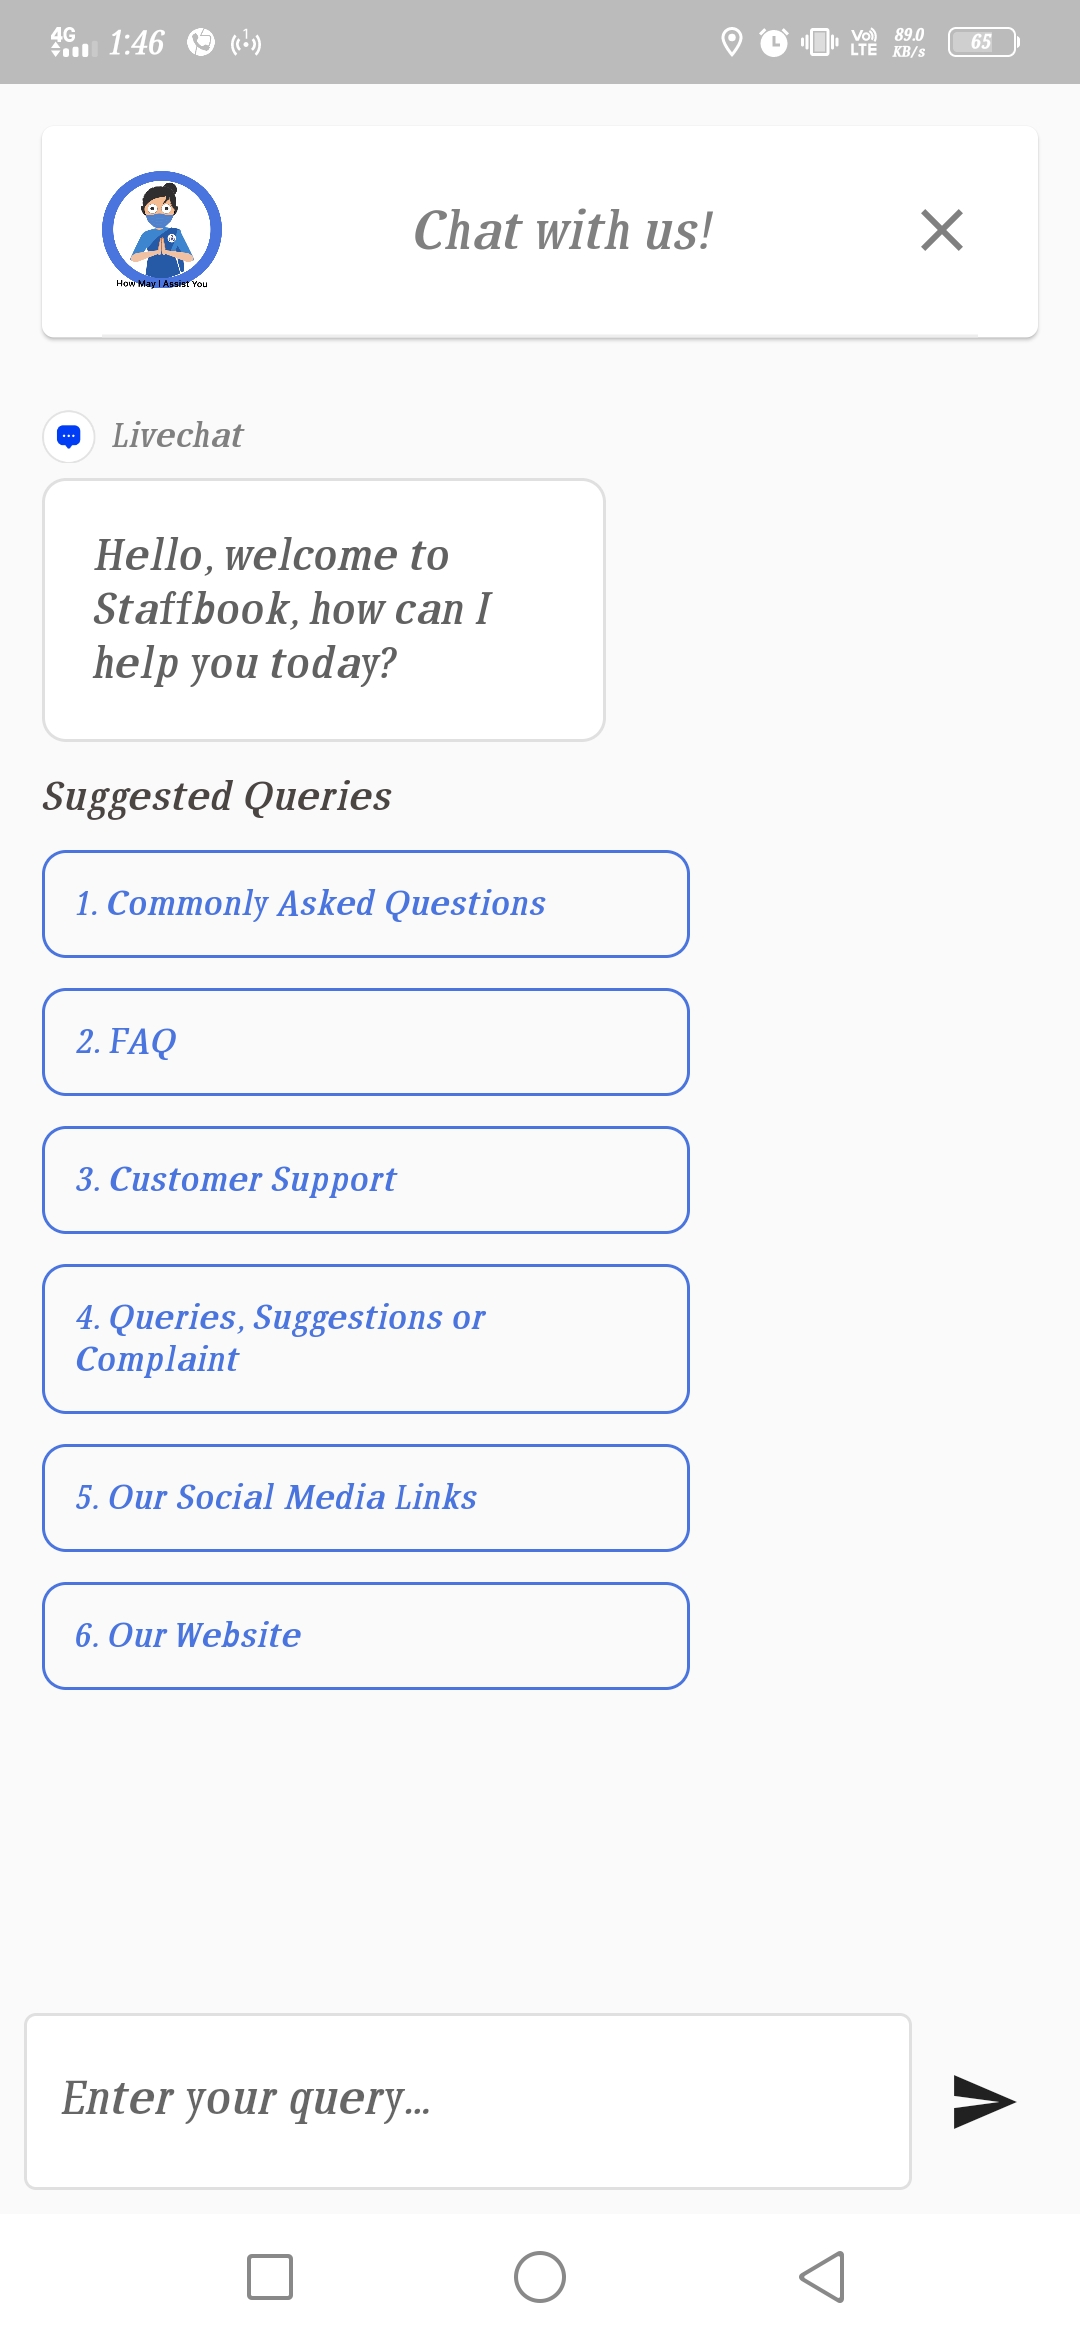 4G 1:46 Vo)) LTE 89.0 KB/s 65
Chat with us!
How May I Assist You
Livechat
Hello, welcome to
Staffbook, how can I
help you today?
Suggested Queries
1. Commonly Asked Questions
2. FAQ
3. Customer Support
4. Queries, Suggestions or
Complaint
5. Our Social Media Links
6. Our Website
Enter your query...